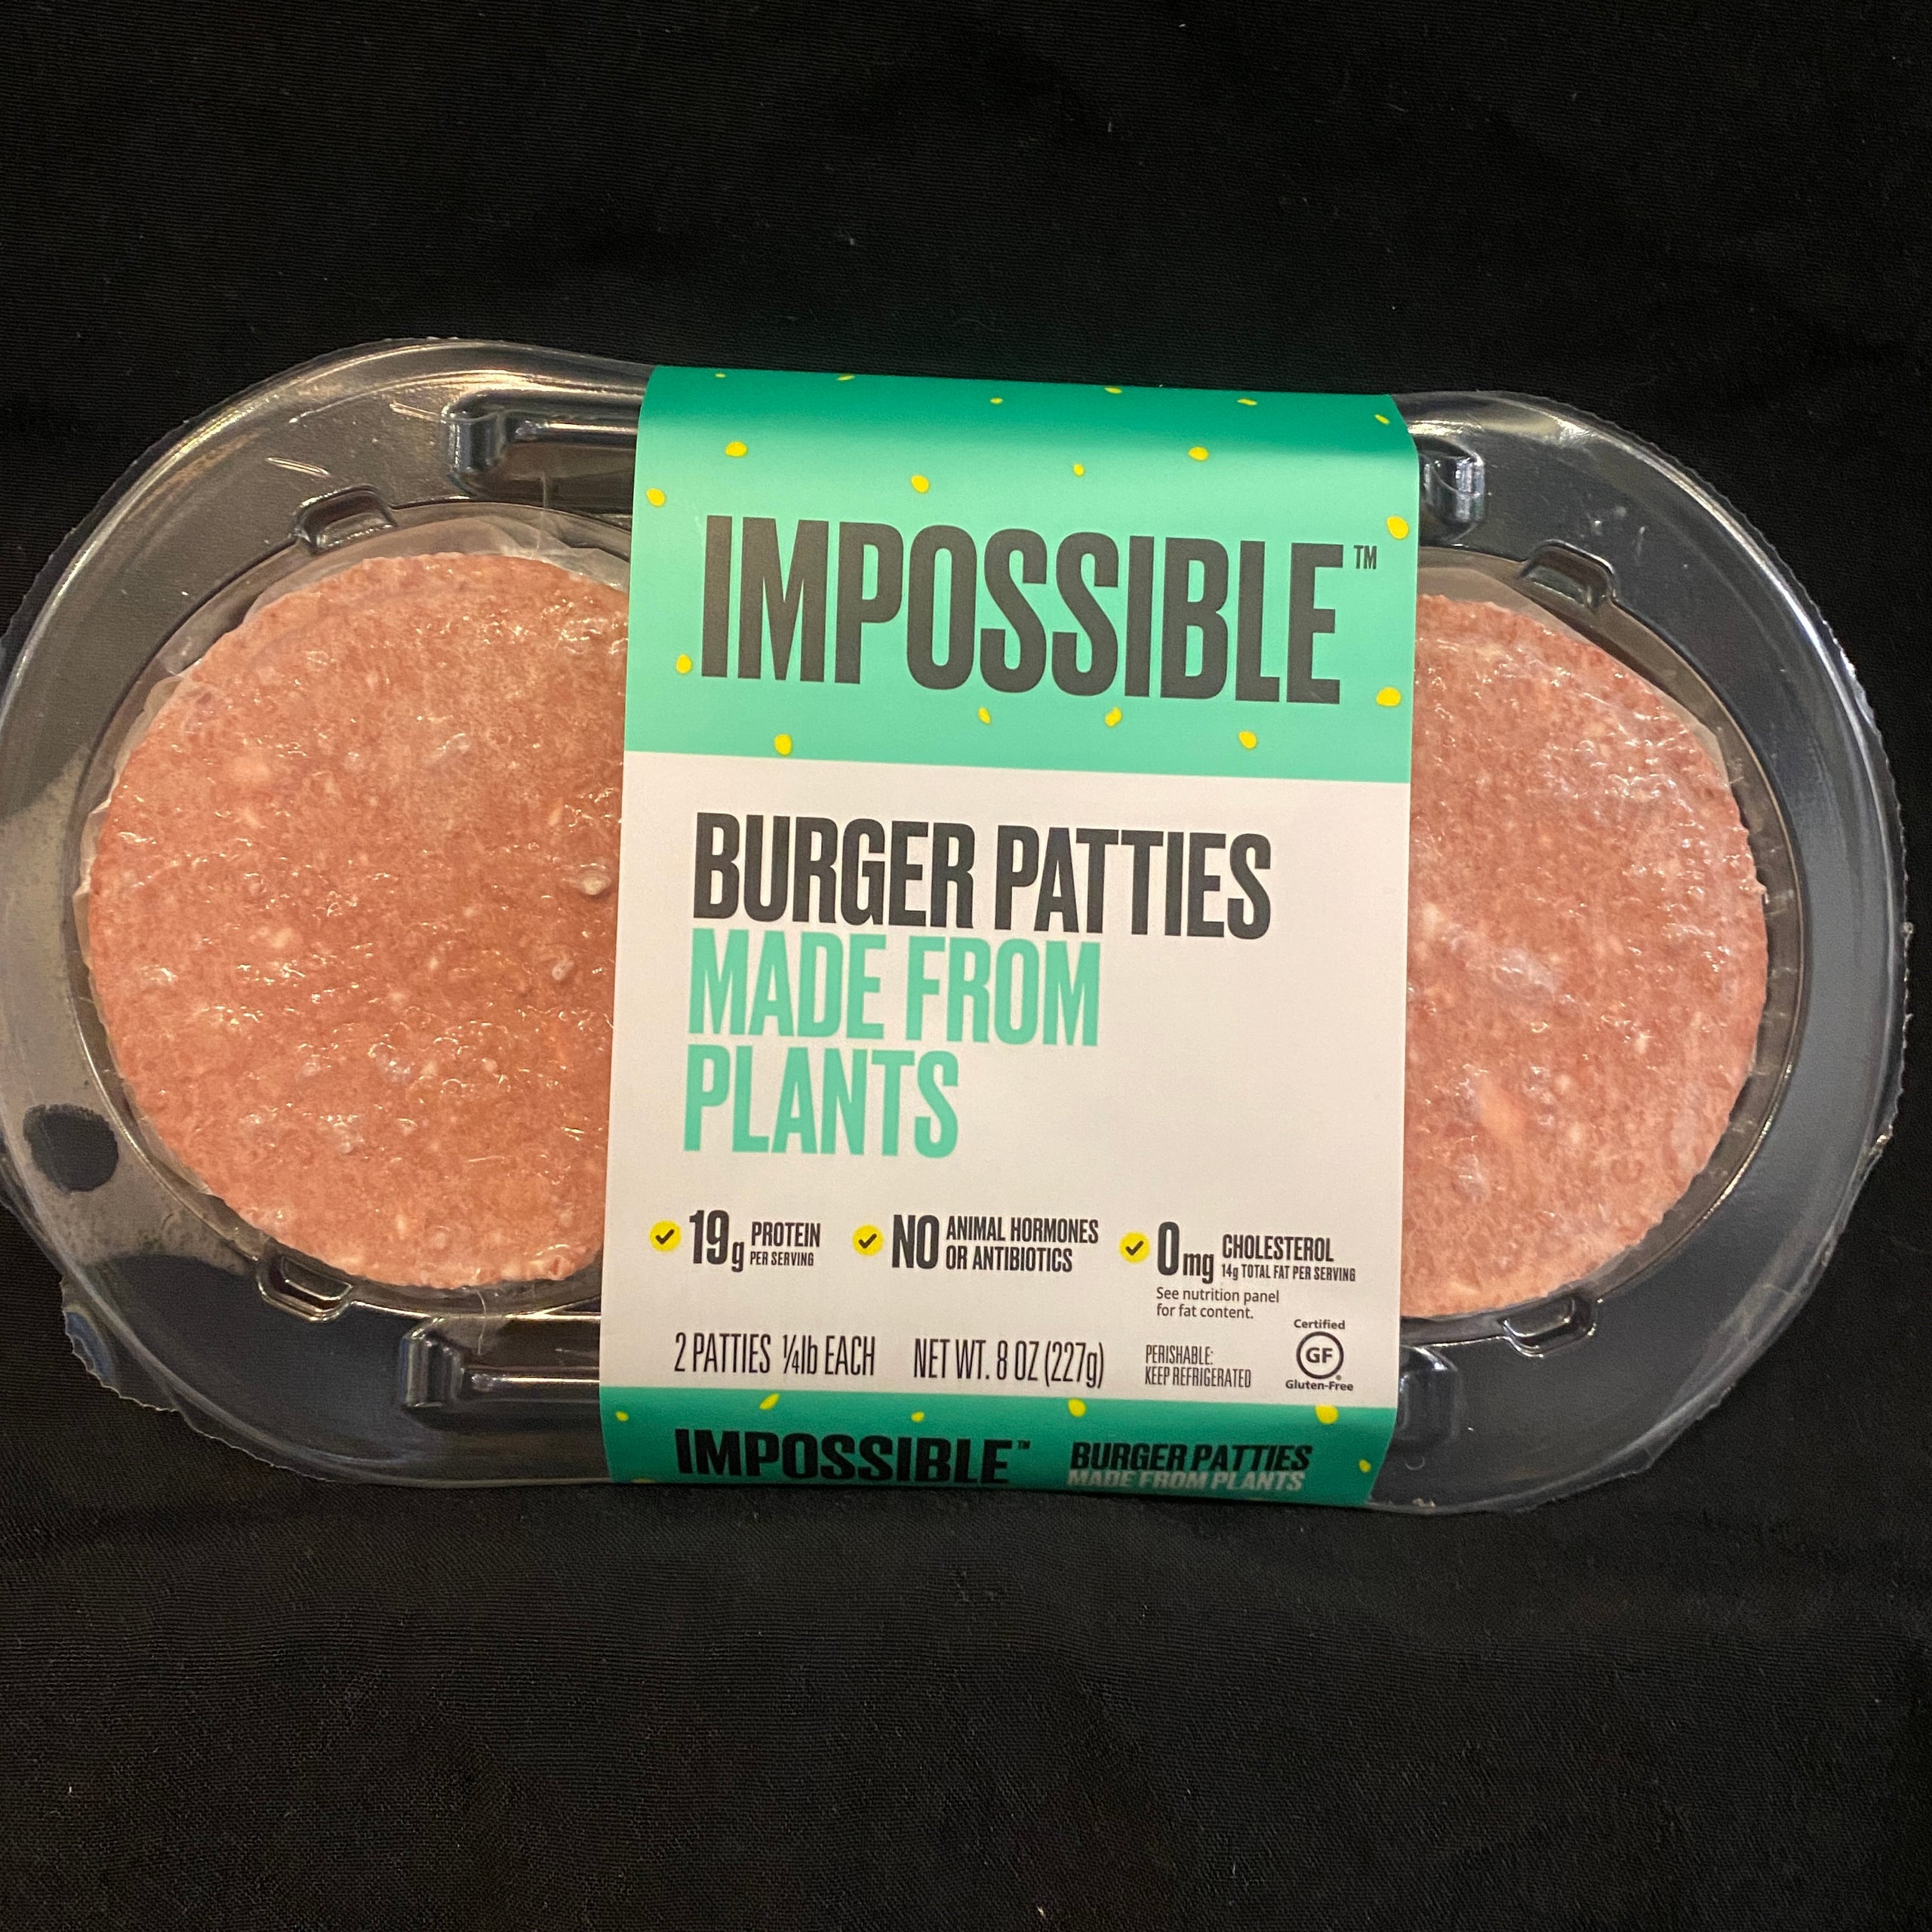 IMPOSSIBLE™
BURGER PATTIES
MADE FROM
PLANTS
19g PROTEIN
PER SERVING
NO ANIMAL HORMONES
OR ANTIBIOTICS
0mg CHOLESTEROL
14g TOTAL FAT PER SERVING
See nutrition panel
for fat content.
2 PATTIES ¼lb EACH
NET WT. 8 OZ (227g)
PERISHABLE:
KEEP REFRIGERATED
Certified
GF®
Gluten-Free
IMPOSSIBLE™
BURGER PATTIES
MADE FROM PLANTS